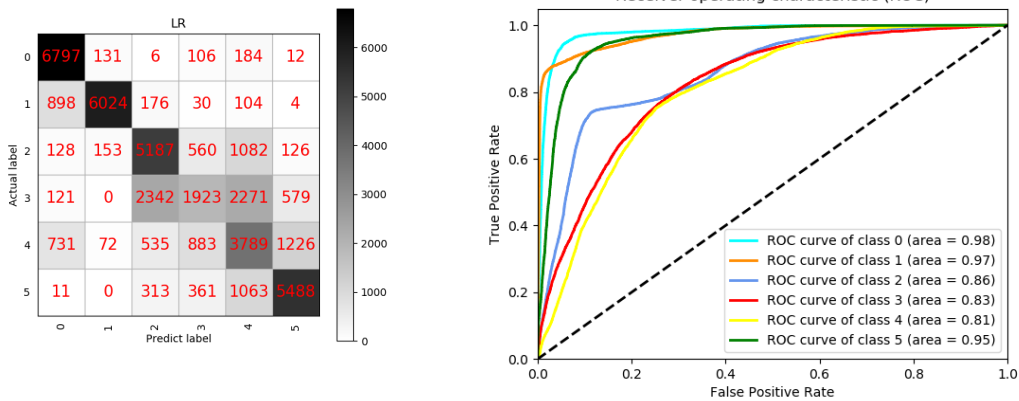 LR
0 6797 131 6 106 184 12
1 898 6024 176 30 104 4
2 128 153 5187 560 1082 126
3 121 0 2342 1923 2271 579
4 731 72 535 883 3789 1226
5 11 0 313 361 1063 5488
0 1 2 3 4 5
Predict label
Actual label
6000
5000
4000
3000
2000
1000
0
1.0
0.8
0.6
0.4
0.2
0.0
True Positive Rate
ROC curve of class 0 (area = 0.98)
ROC curve of class 1 (area = 0.97)
ROC curve of class 2 (area = 0.86)
ROC curve of class 3 (area = 0.83)
ROC curve of class 4 (area = 0.81)
ROC curve of class 5 (area = 0.95)
0.0 0.2 0.4 0.6 0.8 1.0
False Positive Rate